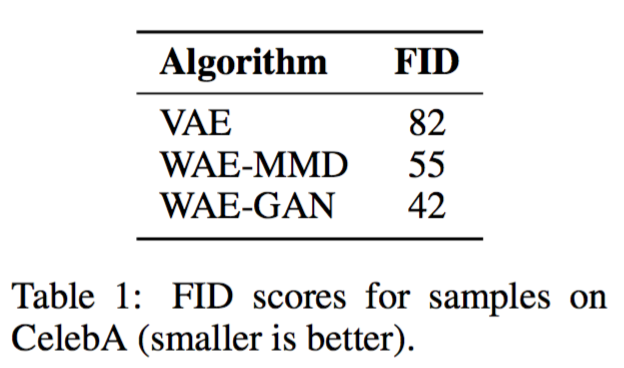 Algorithm FID
VAE 82
WAE-MMD 55
WAE-GAN 42
Table 1: FID scores for samples on
CelebA (smaller is better).